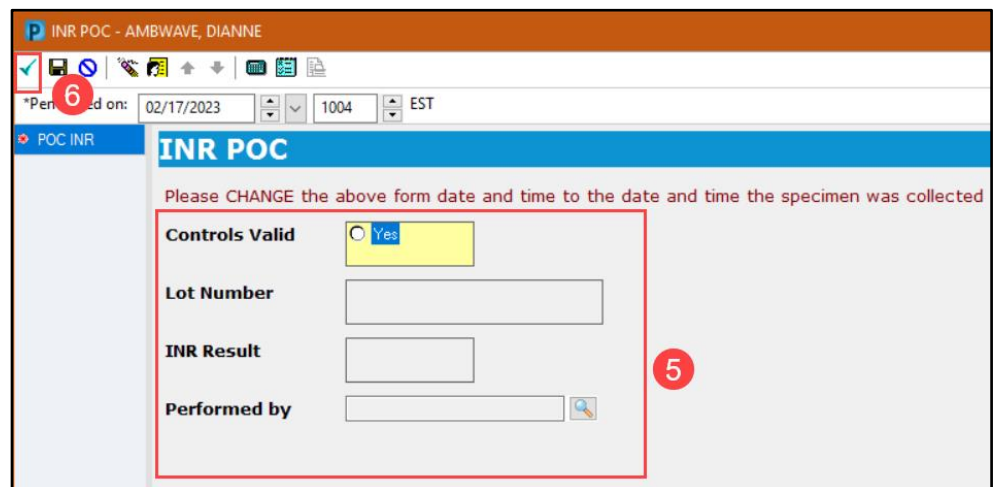 INR POC - AMBWAVE, DIANNE
6
*Per ed on: 02/17/2023 1004 EST
POC INR
INR POC
Please CHANGE the above form date and time to the date and time the specimen was collected
Controls Valid Yes
Lot Number
INR Result
5
Performed by